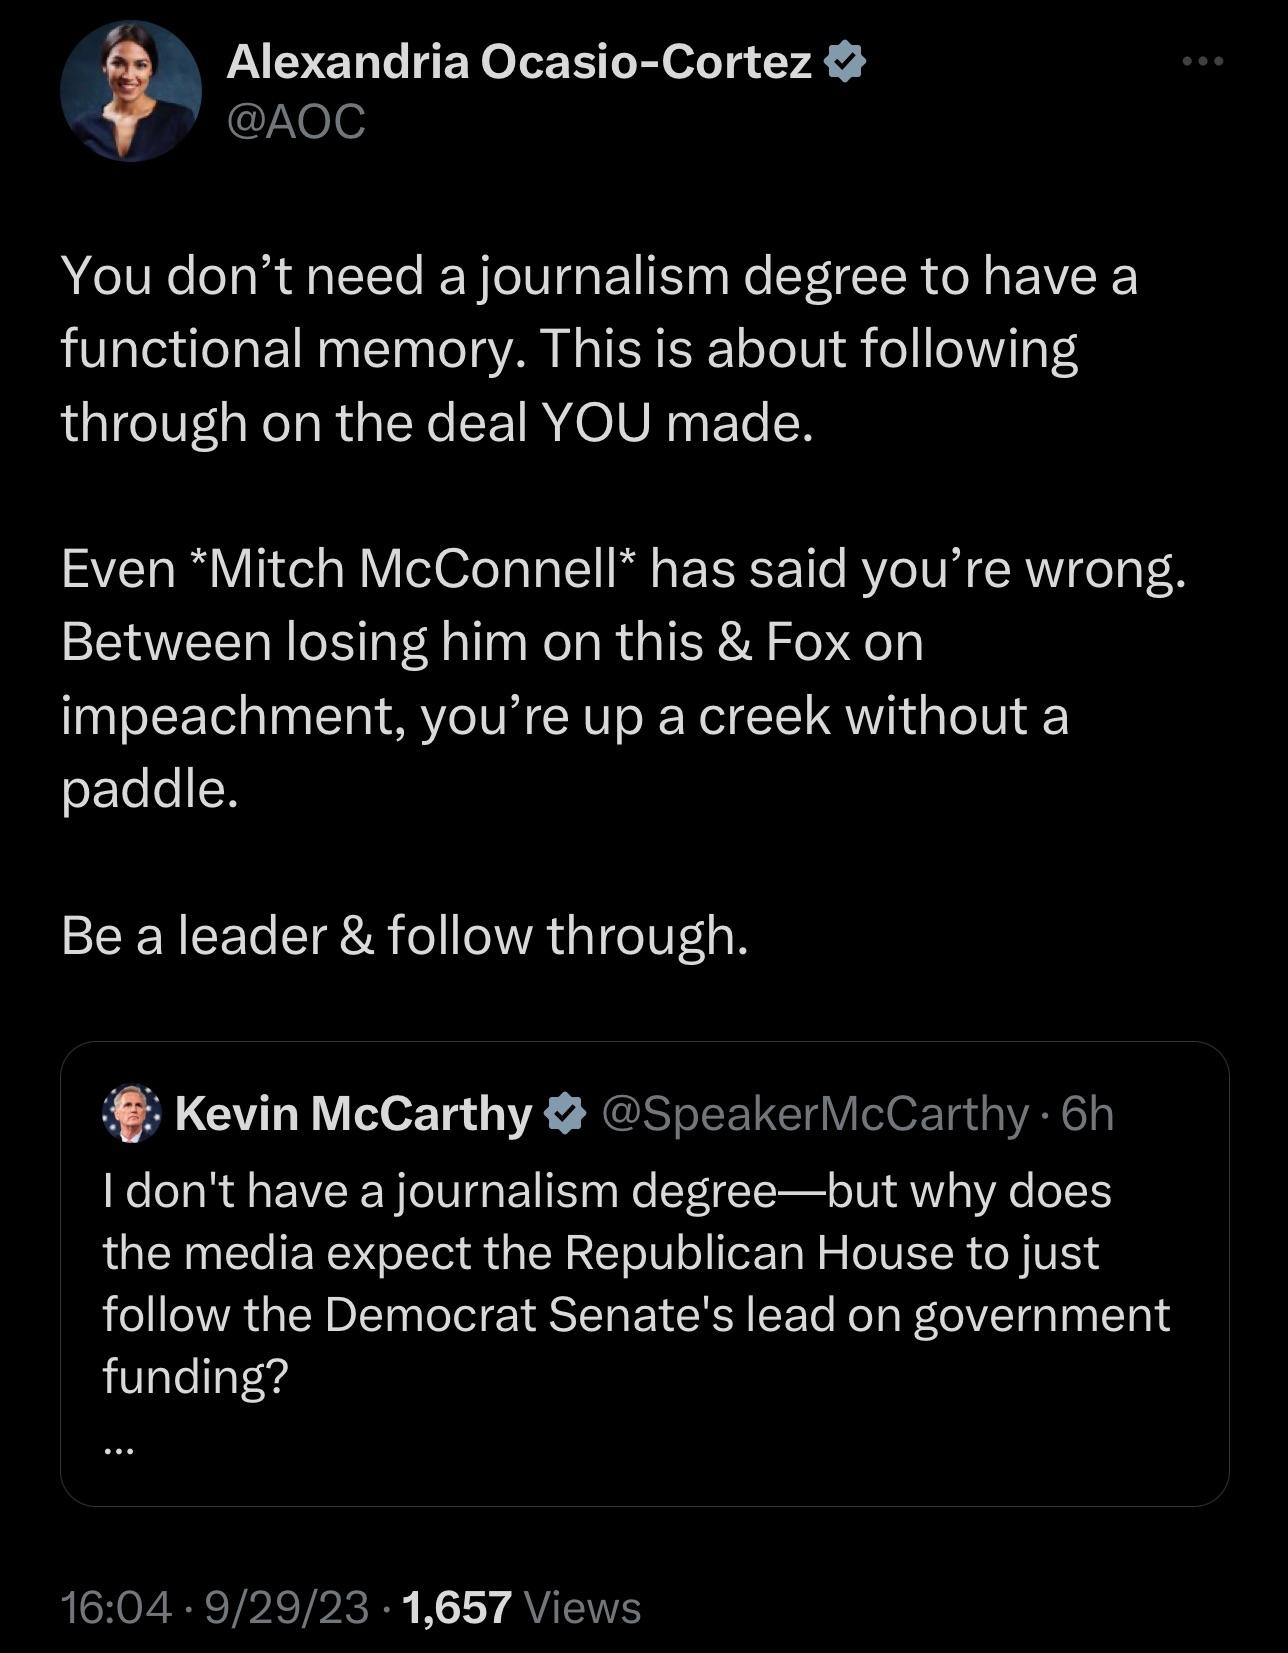 Alexandria Ocasio-Cortez
@AOC
You don’t need a journalism degree to have a
functional memory. This is about following
through on the deal YOU made.
Even *Mitch McConnell* has said you’re wrong.
Between losing him on this & Fox on
impeachment, you’re up a creek without a
paddle.
Be a leader & follow through.
Kevin McCarthy @SpeakerMcCarthy · 6h
I don't have a journalism degree—but why does
the media expect the Republican House to just
follow the Democrat Senate's lead on government
funding?
...
16:04 · 9/29/23 · 1,657 Views